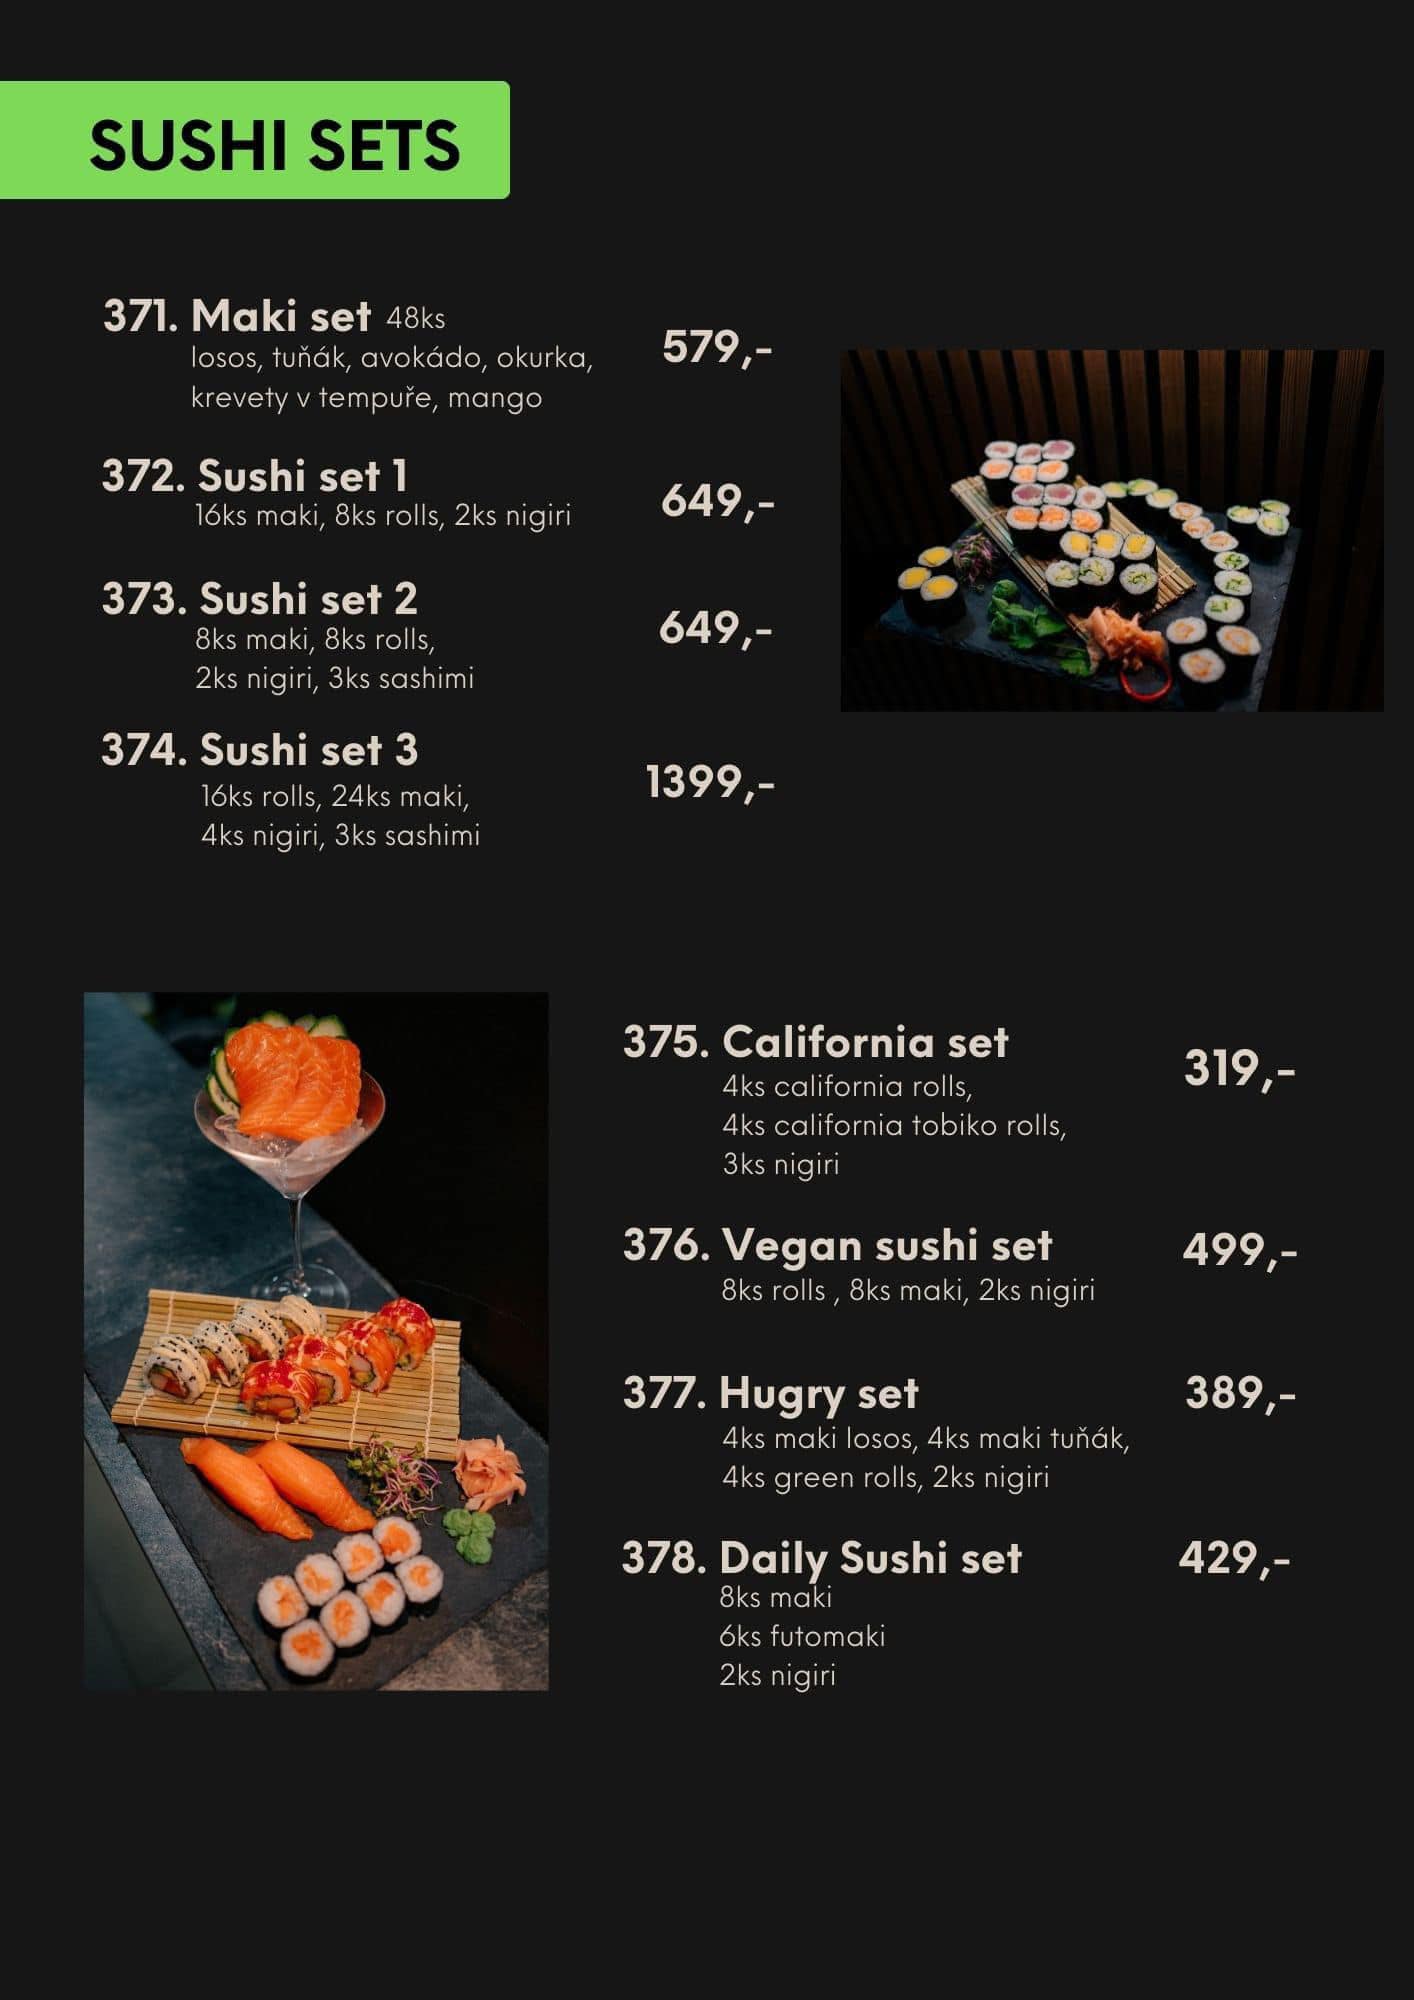 SUSHI SETS
371. Maki set 48ks
losos, tuňák, avokádo, okurka,
krevety v tempuře, mango
579,-
372. Sushi set 1
16ks maki, 8ks rolls, 2ks nigiri
649,-
373. Sushi set 2
8ks maki, 8ks rolls,
2ks nigiri, 3ks sashimi
649,-
374. Sushi set 3
16ks rolls, 24ks maki,
4ks nigiri, 3ks sashimi
1399,-
375. California set
4ks california rolls,
4ks california tobiko rolls,
3ks nigiri
319,-
376. Vegan sushi set
8ks rolls , 8ks maki, 2ks nigiri
499,-
377. Hugry set
4ks maki losos, 4ks maki tuňák,
4ks green rolls, 2ks nigiri
389,-
378. Daily Sushi set
8ks maki
6ks futomaki
2ks nigiri
429,-